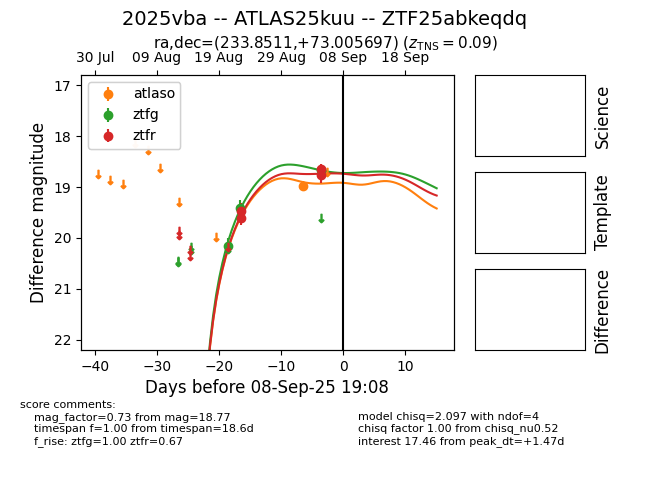 2025vba -- ATLAS25kuu -- ZTF25abkeqdq
ra,dec=(233.8511,+73.005697) (z_TNS = 0.09)
30 Jul 09 Aug 19 Aug 29 Aug 08 Sep 18 Sep
17
18
19
20
21
22
Difference magnitude
atlaso
ztfg
ztfr
−40 −30 −20 −10 0 10
Days before 08-Sep-25 19:08
Science
Template
Difference
score comments:
mag_factor=0.73 from mag=18.77
timespan f=1.00 from timespan=18.6d
f_rise: ztfg=1.00 ztfr=0.67
model chisq=2.097 with ndof=4
chisq factor 1.00 from chisq_nu0.52
interest 17.46 from peak_dt=+1.47d